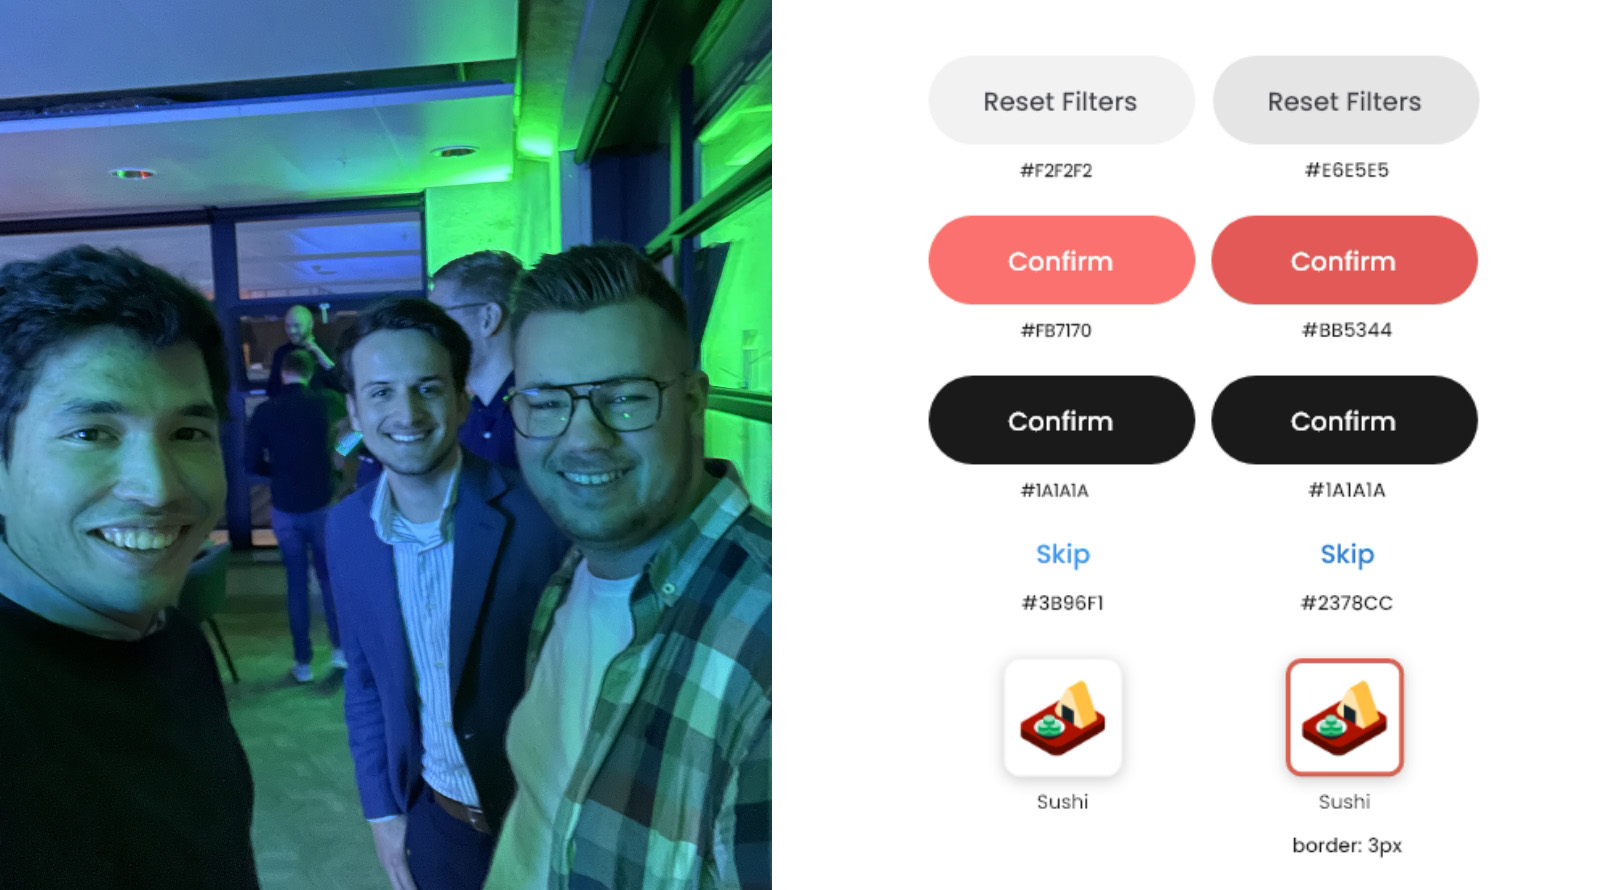 Reset Filters Reset Filters
#F2F2F2 #E6E5E5
Confirm Confirm
#FB7170 #BB5344
Confirm Confirm
#1A1A1A #1A1A1A
Skip Skip
#3B96F1 #2378CC
Sushi Sushi
border: 3px